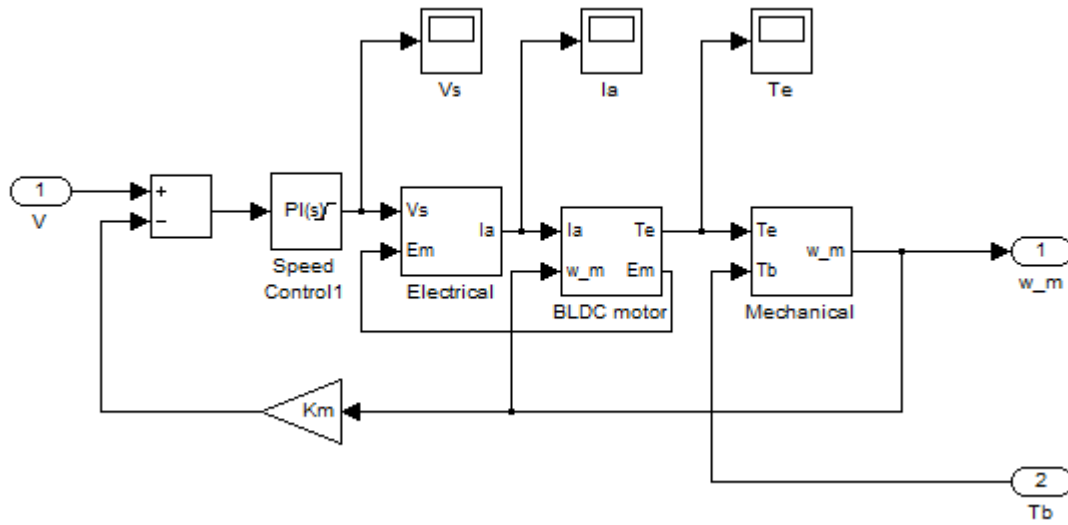 Vs
Ia
Te
1
V
+
−
PI(s)
Speed
Control1
Vs
Em
Ia
Electrical
Ia
w_m
Te
Em
BLDC motor
Te
Tb
w_m
Mechanical
1
w_m
Km
2
Tb